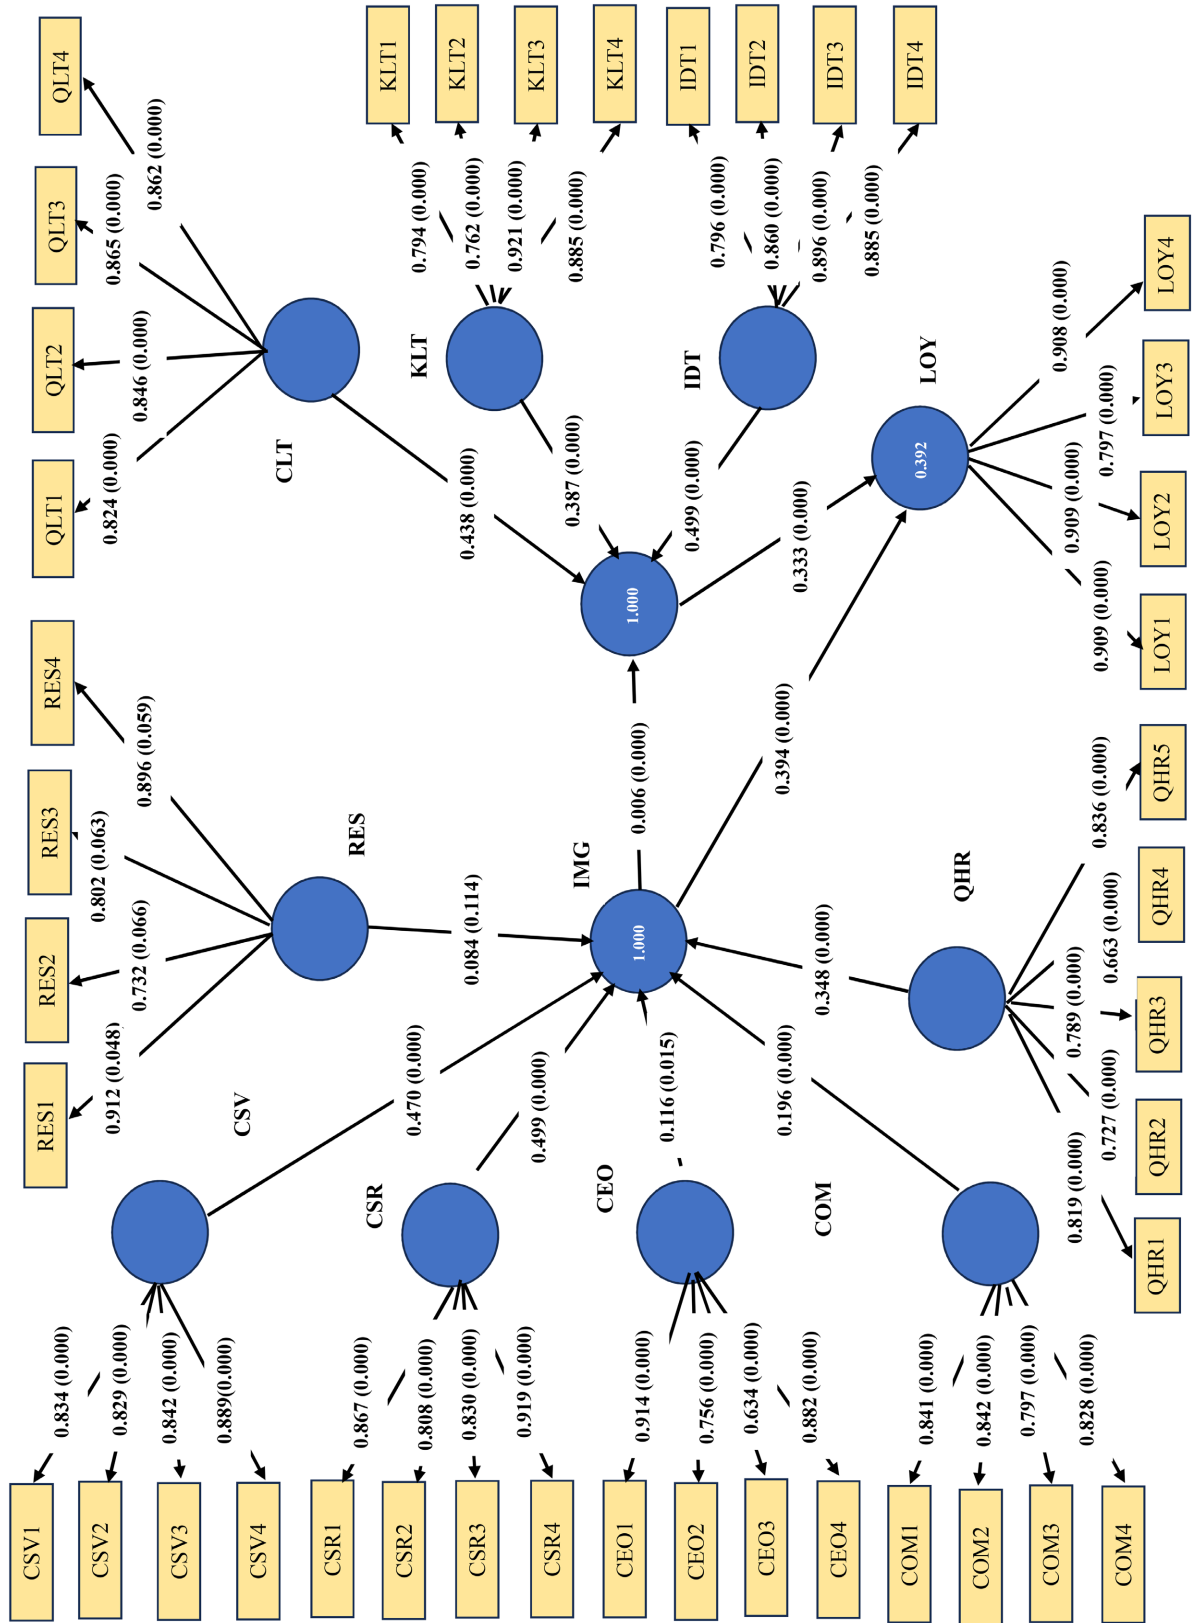 CSV1
CSV2
CSV3
CSV4
CSR1
CSR2
CSR3
CSR4
CEO1
CEO2
CEO3
CEO4
COM1
COM2
COM3
COM4
0.834 (0.000)
0.829 (0.000)
0.842 (0.000)
0.889(0.000)
0.867 (0.000)
0.808 (0.000)
0.830 (0.000)
0.919 (0.000)
0.914 (0.000)
0.756 (0.000)
0.634 (0.000)
0.882 (0.000)
0.841 (0.000)
0.842 (0.000)
0.797 (0.000)
0.828 (0.000)
CSV
CSR
CEO
COM
0.470 (0.000)
0.499 (0.000)
0.116 (0.015)
0.196 (0.000)
RES1
RES2
RES3
RES4
0.912 (0.048)
0.732 (0.066)
0.802 (0.063)
0.896 (0.059)
RES
0.084 (0.114)
IMG
1.000
0.348 (0.000)
QHR
0.819 (0.000)
0.727 (0.000)
0.789 (0.000)
0.663 (0.000)
0.836 (0.000)
QHR1
QHR2
QHR3
QHR4
QHR5
0.006 (0.000)
0.394 (0.000)
1.000
0.333 (0.000)
QLT1
QLT2
QLT3
QLT4
0.824 (0.000)
0.846 (0.000)
0.865 (0.000)
0.862 (0.000)
CLT
0.438 (0.000)
KLT
0.387 (0.000)
IDT
0.499 (0.000)
0.794 (0.000)
0.762 (0.000)
0.921 (0.000)
0.885 (0.000)
0.796 (0.000)
0.860 (0.000)
0.896 (0.000)
0.885 (0.000)
KLT1
KLT2
KLT3
KLT4
IDT1
IDT2
IDT3
IDT4
LOY
0.392
0.909 (0.000)
0.909 (0.000)
0.797 (0.000)
0.908 (0.000)
LOY1
LOY2
LOY3
LOY4